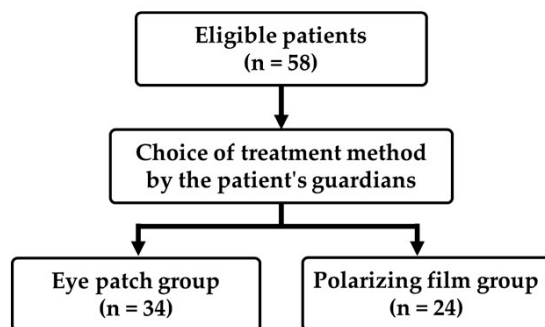 Eligible patients
(n = 58)
Choice of treatment method
by the patient's guardians
Eye patch group
(n = 34)
Polarizing film group
(n = 24)